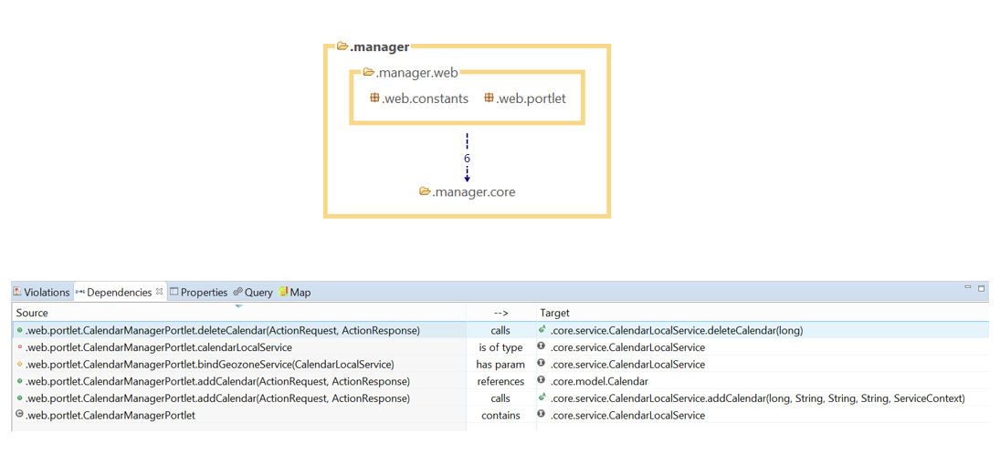 .manager
.manager.web
.web.constants .web.portlet
6
.manager.core
Violations Dependencies Properties Query Map
Source --> Target
.web.portlet.CalendarManagerPortlet.deleteCalendar(ActionRequest, ActionResponse) calls .core.service.CalendarLocalService.deleteCalendar(long)
.web.portlet.CalendarManagerPortlet.calendarLocalService is of type .core.service.CalendarLocalService
.web.portlet.CalendarManagerPortlet.bindGeozoneService(CalendarLocalService) has param .core.service.CalendarLocalService
.web.portlet.CalendarManagerPortlet.addCalendar(ActionRequest, ActionResponse) references .core.model.Calendar
.web.portlet.CalendarManagerPortlet.addCalendar(ActionRequest, ActionResponse) calls .core.service.CalendarLocalService.addCalendar(long, String, String, String, ServiceContext)
.web.portlet.CalendarManagerPortlet contains .core.service.CalendarLocalService